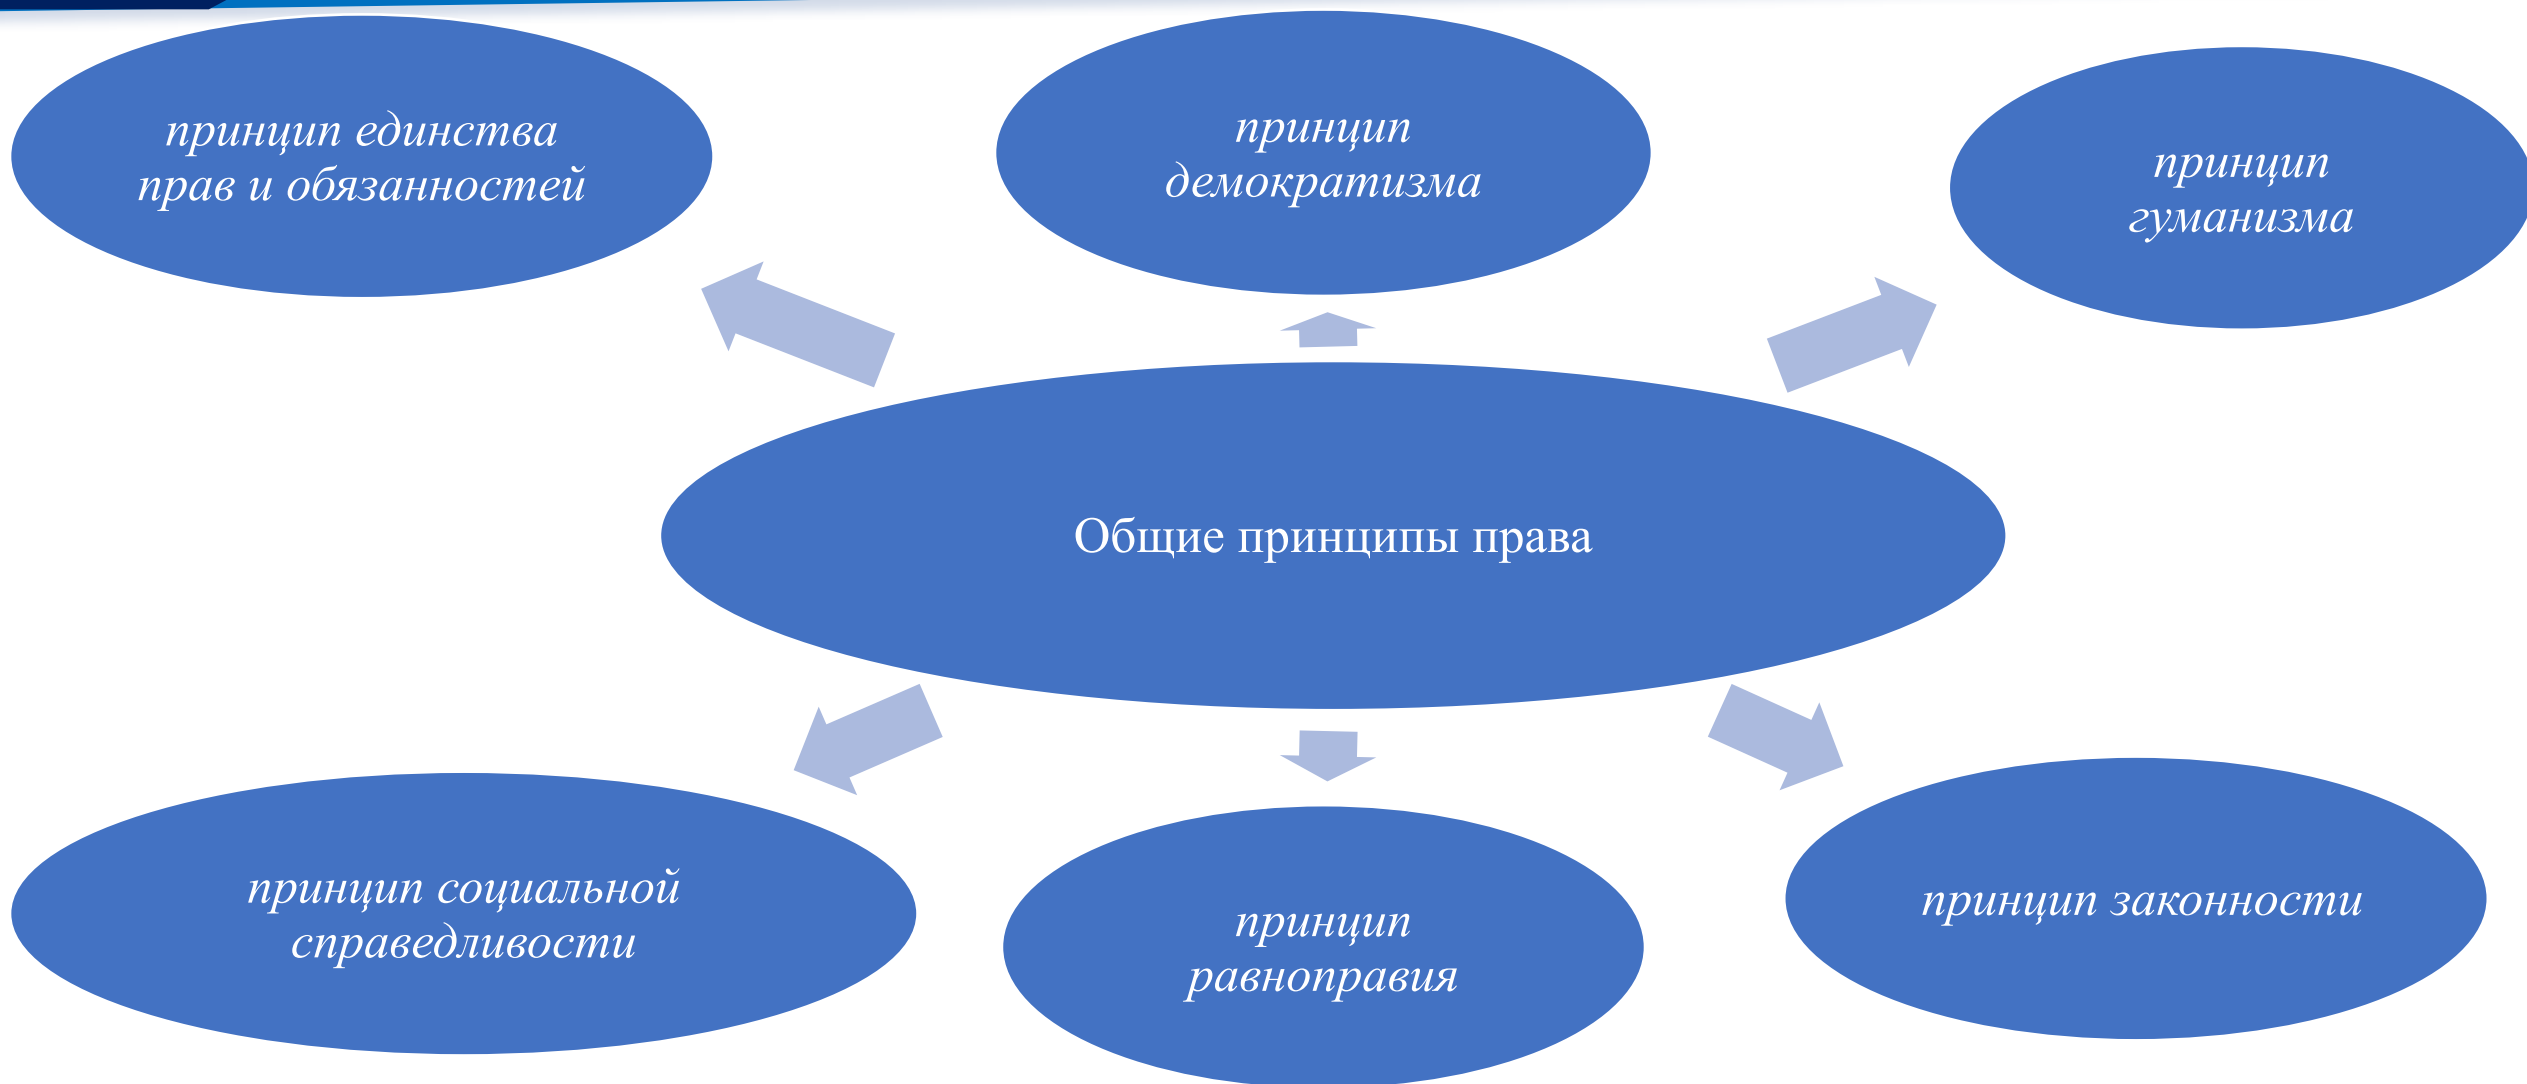 принцип единства
прав и обязанностей
принцип
демократизма
принцип
гуманизма
Общие принципы права
принцип социальной
справедливости
принцип
равноправия
принцип законности